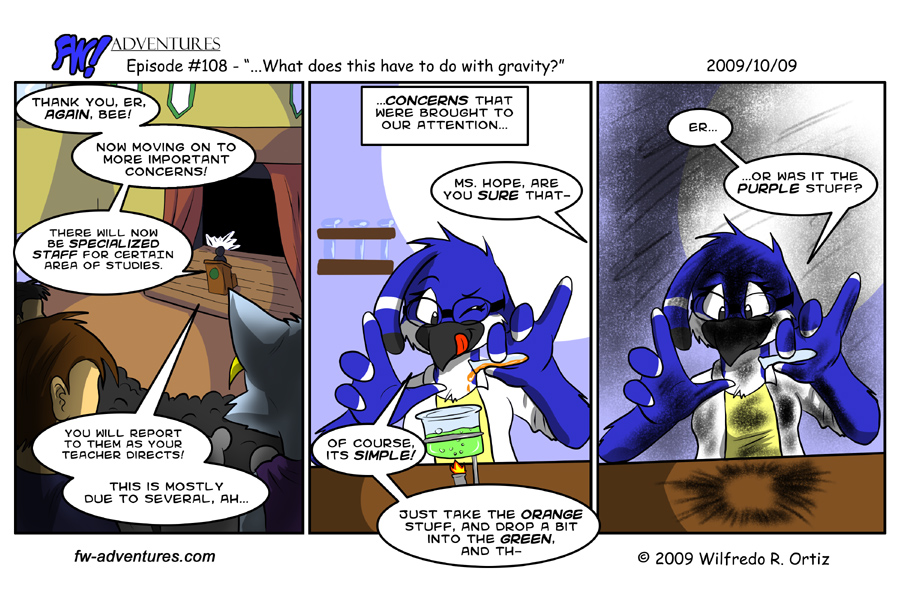 FW! ADVENTURES
Episode #108 - "...What does this have to do with gravity?"
2009/10/09
THANK YOU, ER,
AGAIN, BEE!
NOW MOVING ON TO
MORE IMPORTANT
CONCERNS!
THERE WILL NOW
BE SPECIALIZED
STAFF FOR CERTAIN
AREA OF STUDIES.
YOU WILL REPORT
TO THEM AS YOUR
TEACHER DIRECTS!
THIS IS MOSTLY
DUE TO SEVERAL, AH...
...CONCERNS THAT
WERE BROUGHT TO
OUR ATTENTION...
MS. HOPE, ARE
YOU SURE THAT-
OF COURSE,
ITS SIMPLE!
JUST TAKE THE ORANGE
STUFF, AND DROP A BIT
INTO THE GREEN,
AND TH-
ER...
...OR WAS IT THE
PURPLE STUFF?
fw-adventures.com
© 2009 Wilfredo R. Ortiz